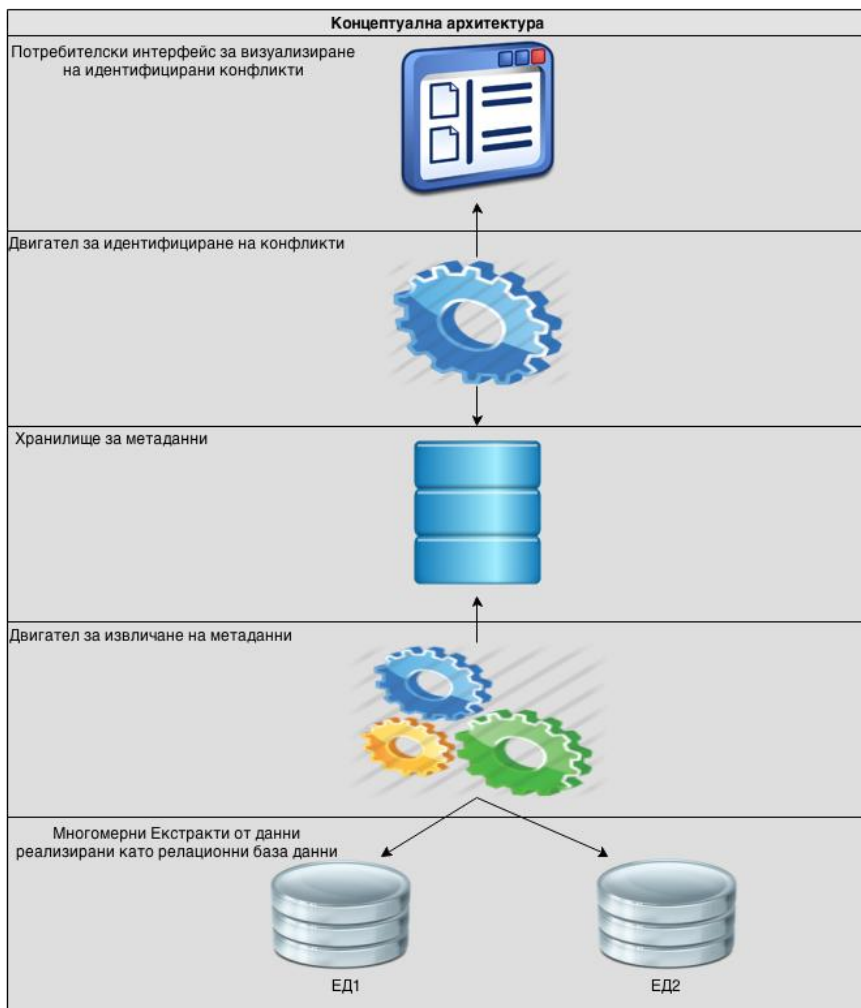 Концептуална архитектура
Потребителски интерфейс за визуализиране
на идентифицирани конфликти
Двигател за идентифициране на конфликти
Хранилище за метаданни
Двигател за извличане на метаданни
Многомерни Екстракти от данни
реализирани като релационни база данни
ЕД1
ЕД2